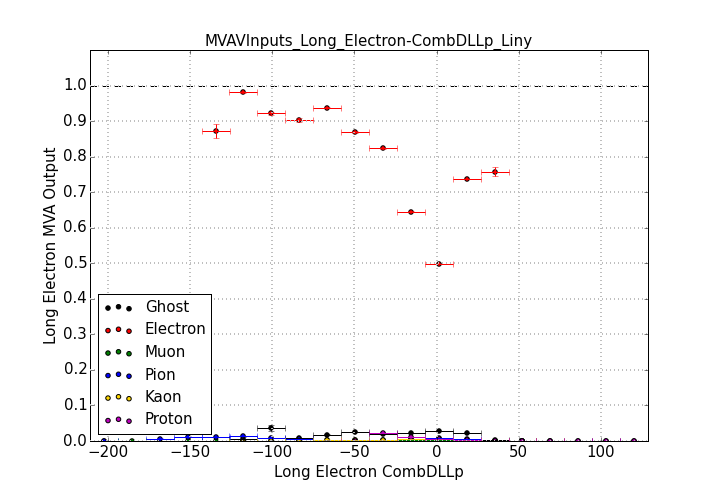 MVAVInputs_Long_Electron-CombDLLp_Liny
1.0
0.9
0.8
0.7
0.6
0.5
0.4
0.3
0.2
0.1
0.0
Long Electron MVA Output
Ghost
Electron
Muon
Pion
Kaon
Proton
−200 −150 −100 −50 0 50 100
Long Electron CombDLLp